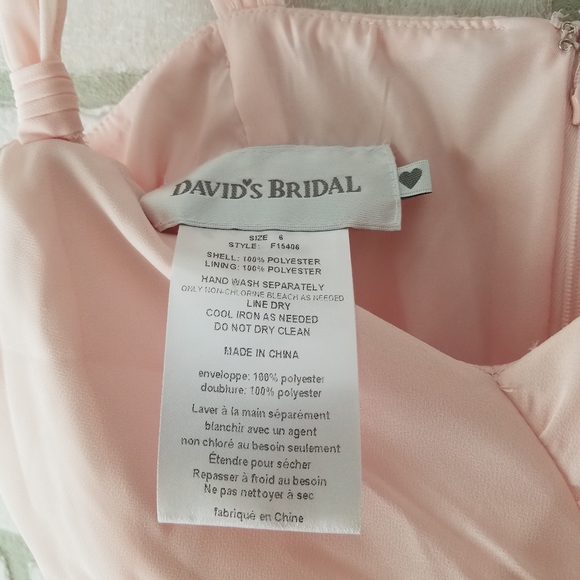 DAVID'S BRIDAL
SIZE 6
STYLE: F15406
SHELL: 100% POLYESTER
LINING: 100% POLYESTER
HAND WASH SEPARATELY
ONLY NON-CHLORINE BLEACH AS NEEDED
LINE DRY
COOL IRON AS NEEDED
DO NOT DRY CLEAN
MADE IN CHINA
enveloppe: 100% polyester
doublure: 100% polyester
Laver à la main séparément
blanchir avec un agent
non chloré au besoin seulement
Étendre pour sécher
Repasser à froid au besoin
Ne pas nettoyer à sec
fabriqué en Chine